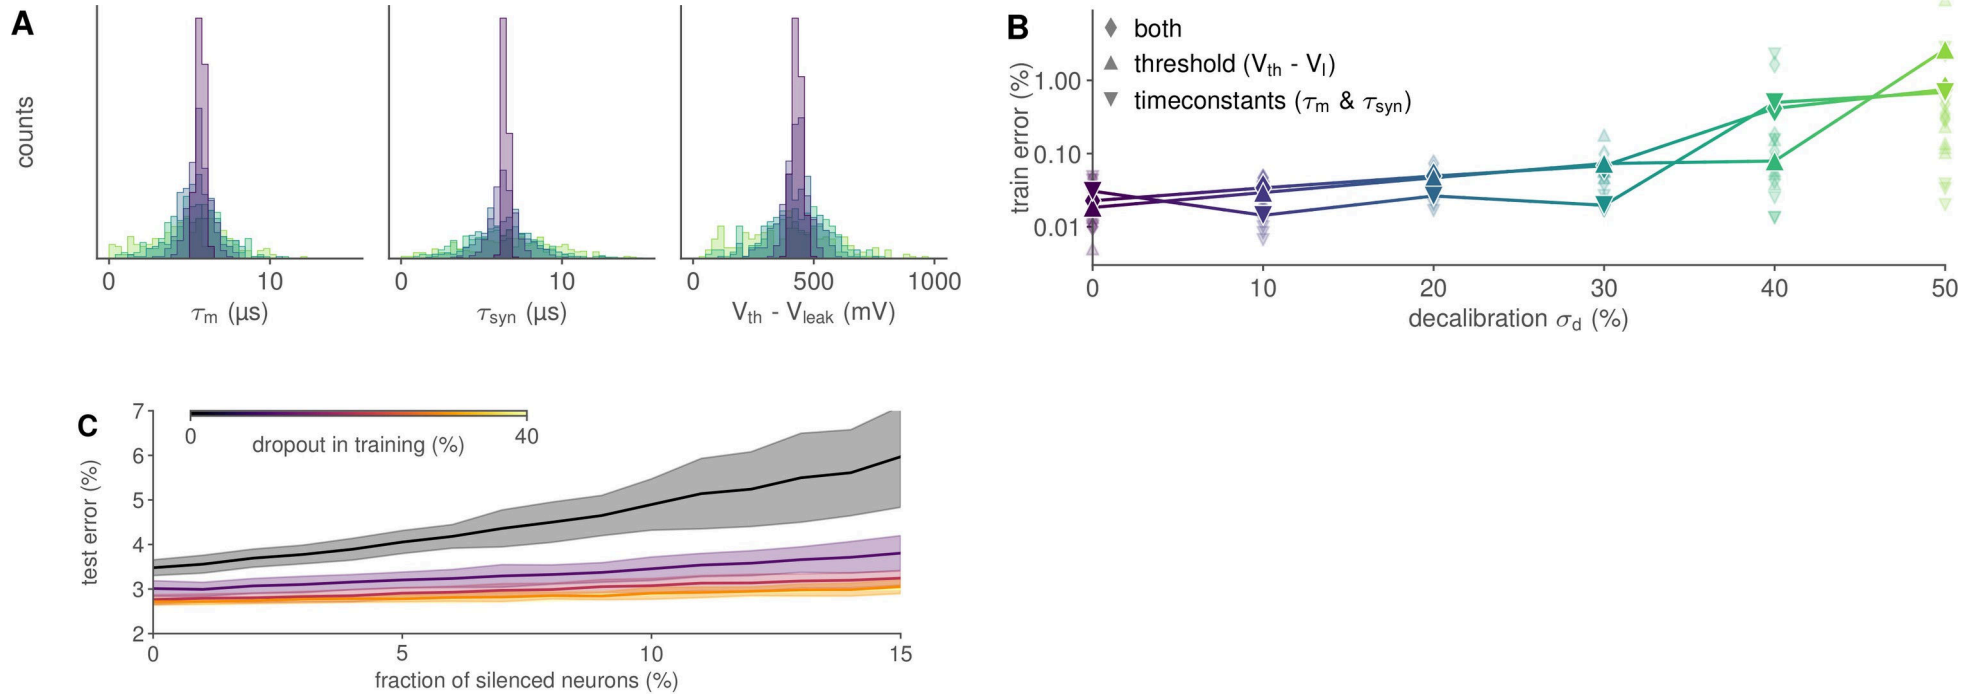 A
counts
0 10
τm (μs)
0 10
τsyn (μs)
0 500 1000
Vth - Vleak (mV)
B
both
threshold (Vth - Vl)
timeconstants (τm & τsyn)
train error (%)
1.00
0.10
0.01
0 10 20 30 40 50
decalibration σd (%)
C
0 40
dropout in training (%)
test error (%)
7
6
5
4
3
2
0 5 10 15
fraction of silenced neurons (%)